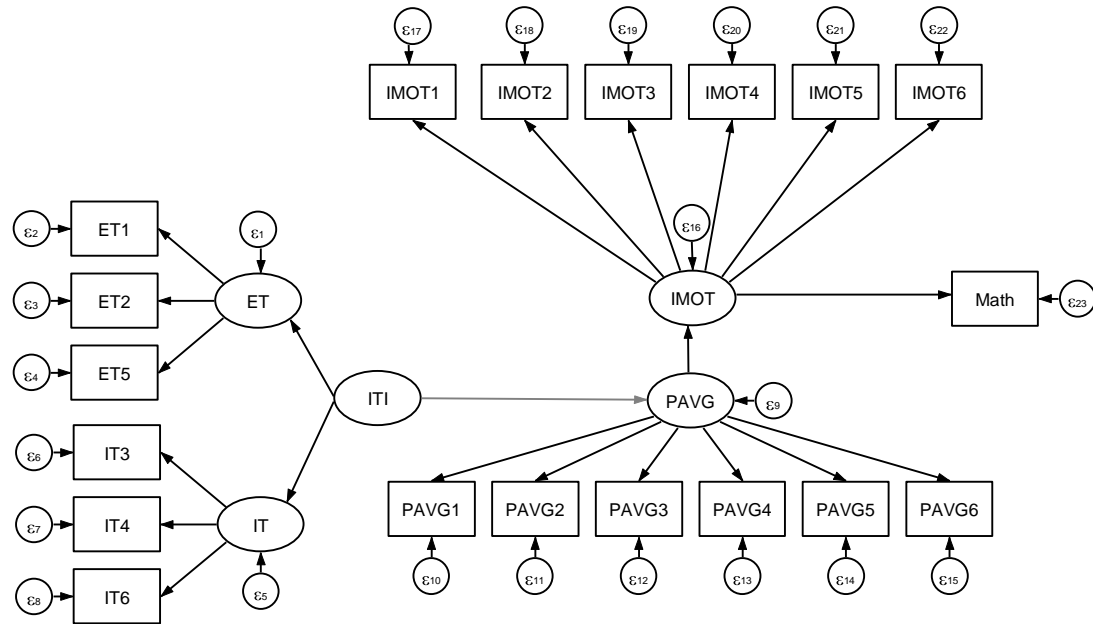 ε17
ε18
ε19
ε20
ε21
ε22
IMOT1
IMOT2
IMOT3
IMOT4
IMOT5
IMOT6
ε2
ET1
ε1
ε16
ε3
ET2
ET
IMOT
Math
ε23
ε4
ET5
ITI
PAVG
ε9
ε6
IT3
ε7
IT4
IT
PAVG1
PAVG2
PAVG3
PAVG4
PAVG5
PAVG6
ε8
IT6
ε5
ε10
ε11
ε12
ε13
ε14
ε15